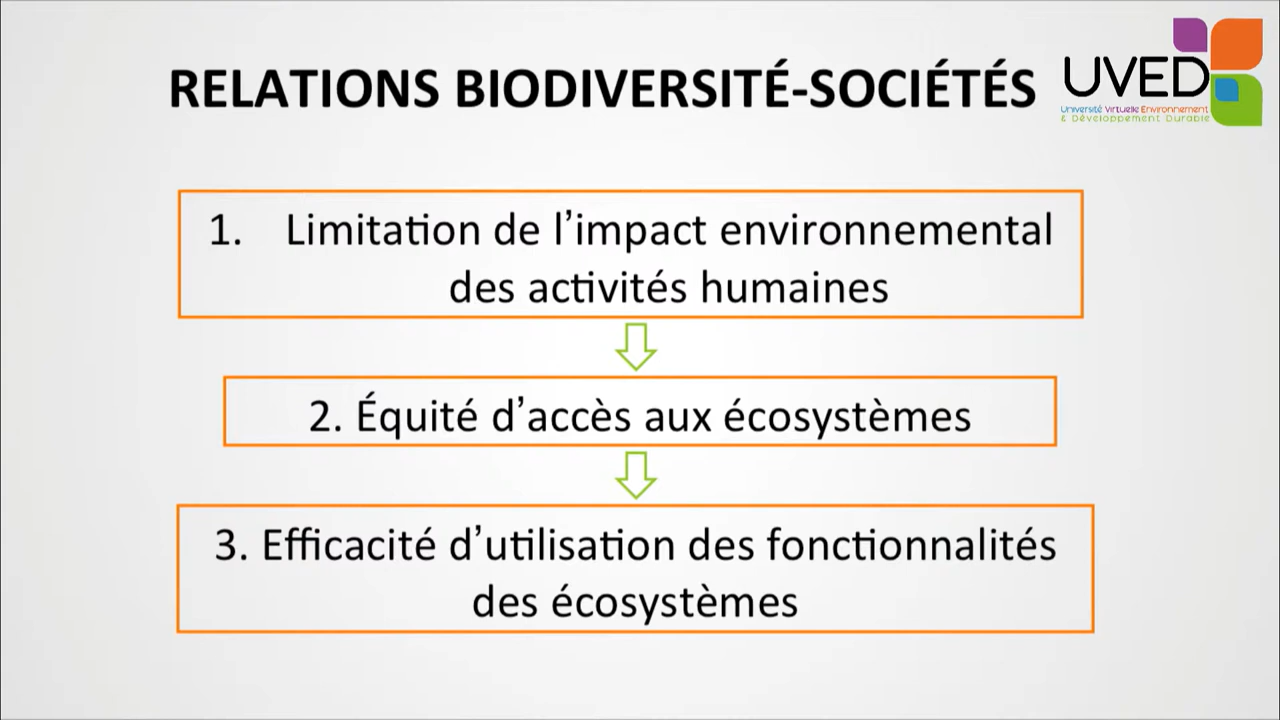 RELATIONS BIODIVERSITÉ-SOCIÉTÉS
UVED
Université Virtuelle Environnement
& Développement Durable
1. Limitation de l’impact environnemental
des activités humaines
2. Équité d’accès aux écosystèmes
3. Efficacité d’utilisation des fonctionnalités
des écosystèmes